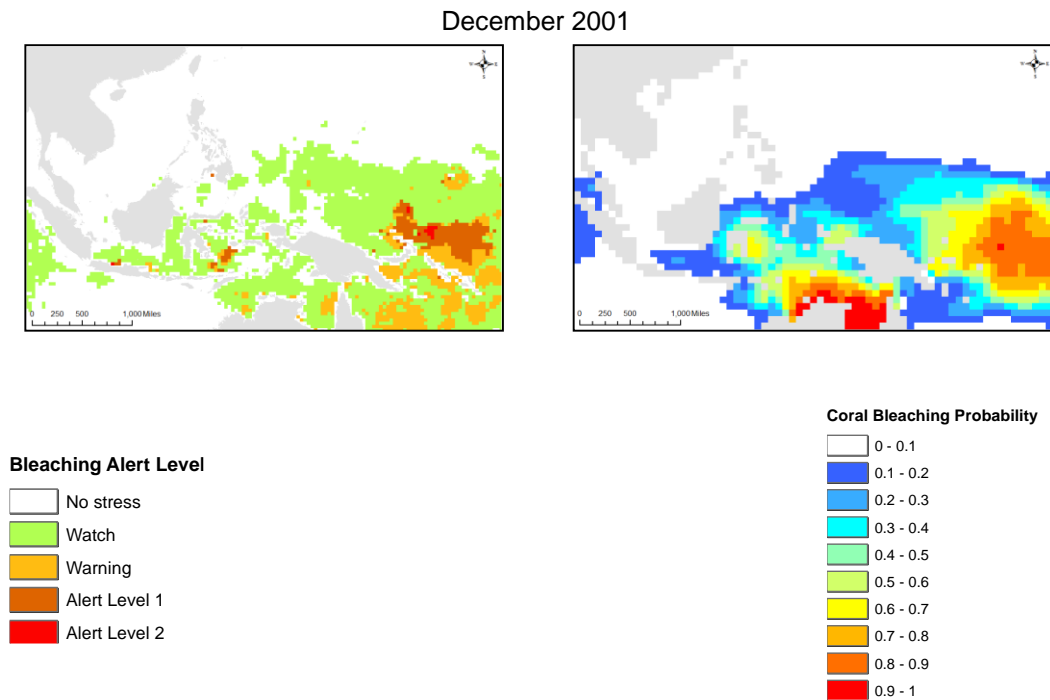 December 2001
0 250 500 1,000 Miles
0 250 500 1,000 Miles
Bleaching Alert Level
No stress
Watch
Warning
Alert Level 1
Alert Level 2
Coral Bleaching Probability
0 - 0.1
0.1 - 0.2
0.2 - 0.3
0.3 - 0.4
0.4 - 0.5
0.5 - 0.6
0.6 - 0.7
0.7 - 0.8
0.8 - 0.9
0.9 - 1